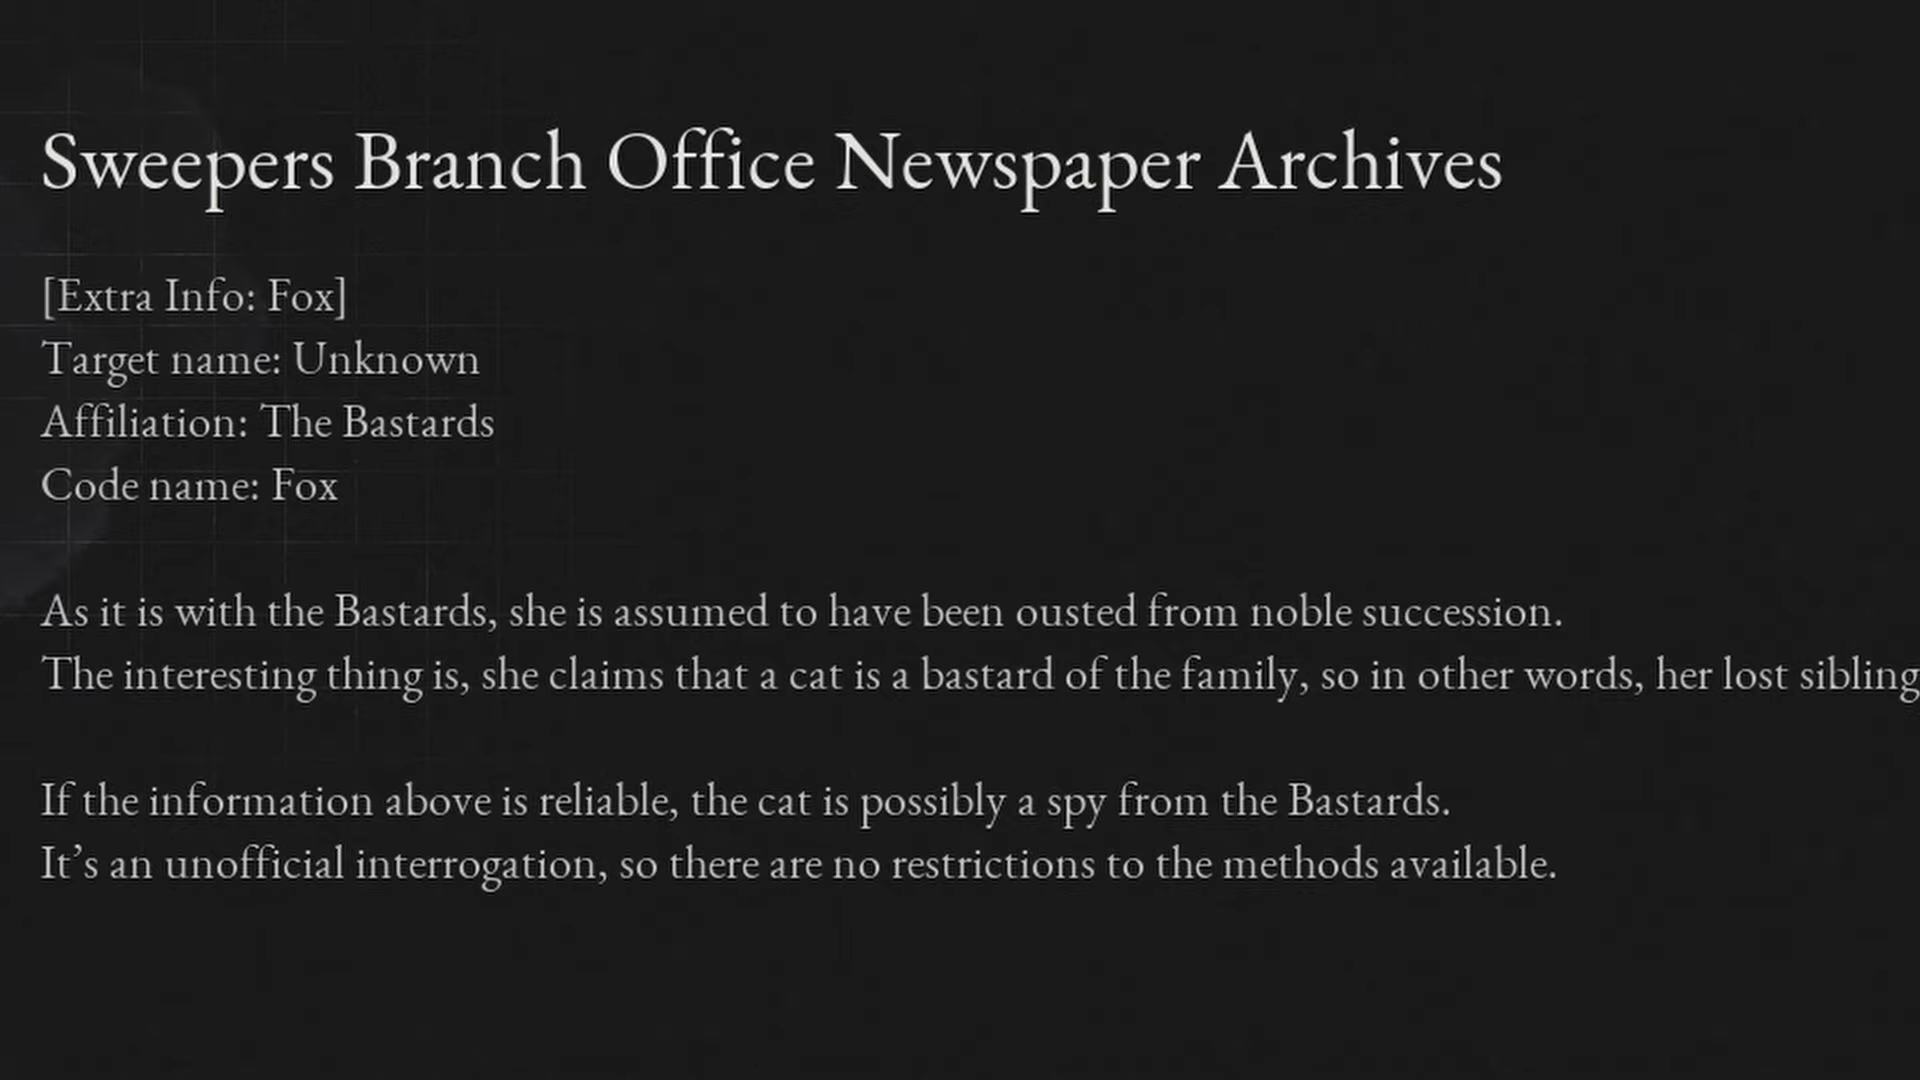 Sweepers Branch Office Newspaper Archives
[Extra Info: Fox]
Target name: Unknown
Affiliation: The Bastards
Code name: Fox
As it is with the Bastards, she is assumed to have been ousted from noble succession.
The interesting thing is, she claims that a cat is a bastard of the family, so in other words, her lost sibling
If the information above is reliable, the cat is possibly a spy from the Bastards.
It’s an unofficial interrogation, so there are no restrictions to the methods available.